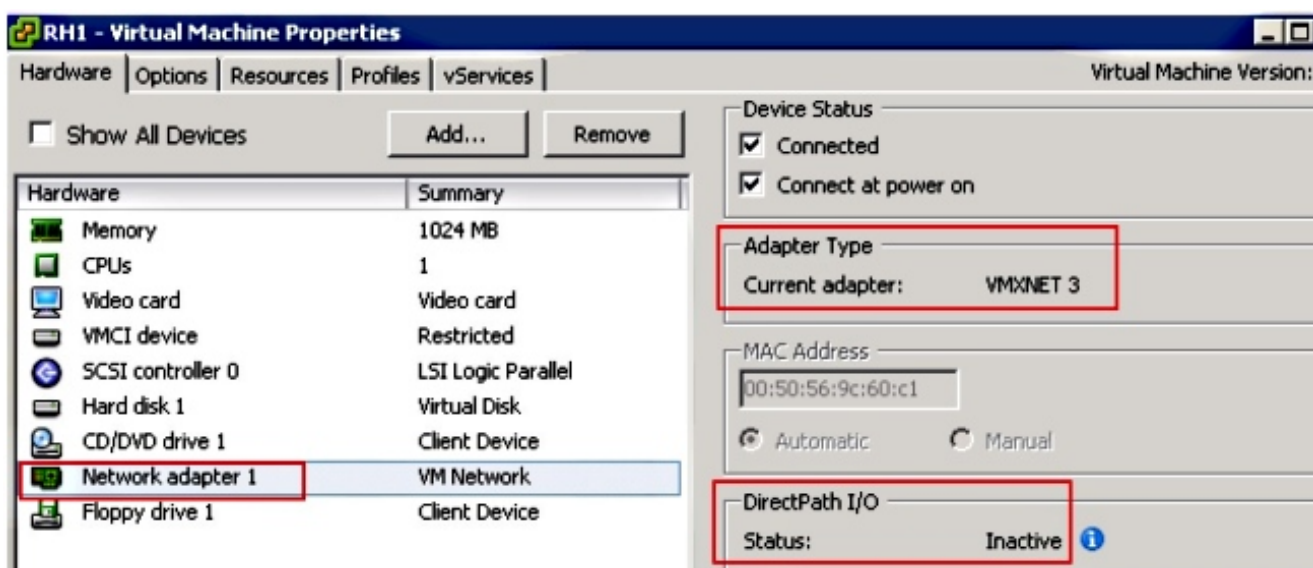 RH1 - Virtual Machine Properties
Hardware Options Resources Profiles vServices Virtual Machine Version:
Show All Devices Add... Remove
Hardware Summary
Memory 1024 MB
CPUs 1
Video card Video card
VMCI device Restricted
SCSI controller 0 LSI Logic Parallel
Hard disk 1 Virtual Disk
CD/DVD drive 1 Client Device
Network adapter 1 VM Network
Floppy drive 1 Client Device
Device Status
Connected
Connect at power on
Adapter Type
Current adapter: VMXNET 3
MAC Address
00:50:56:9c:60:c1
Automatic Manual
DirectPath I/O
Status: Inactive